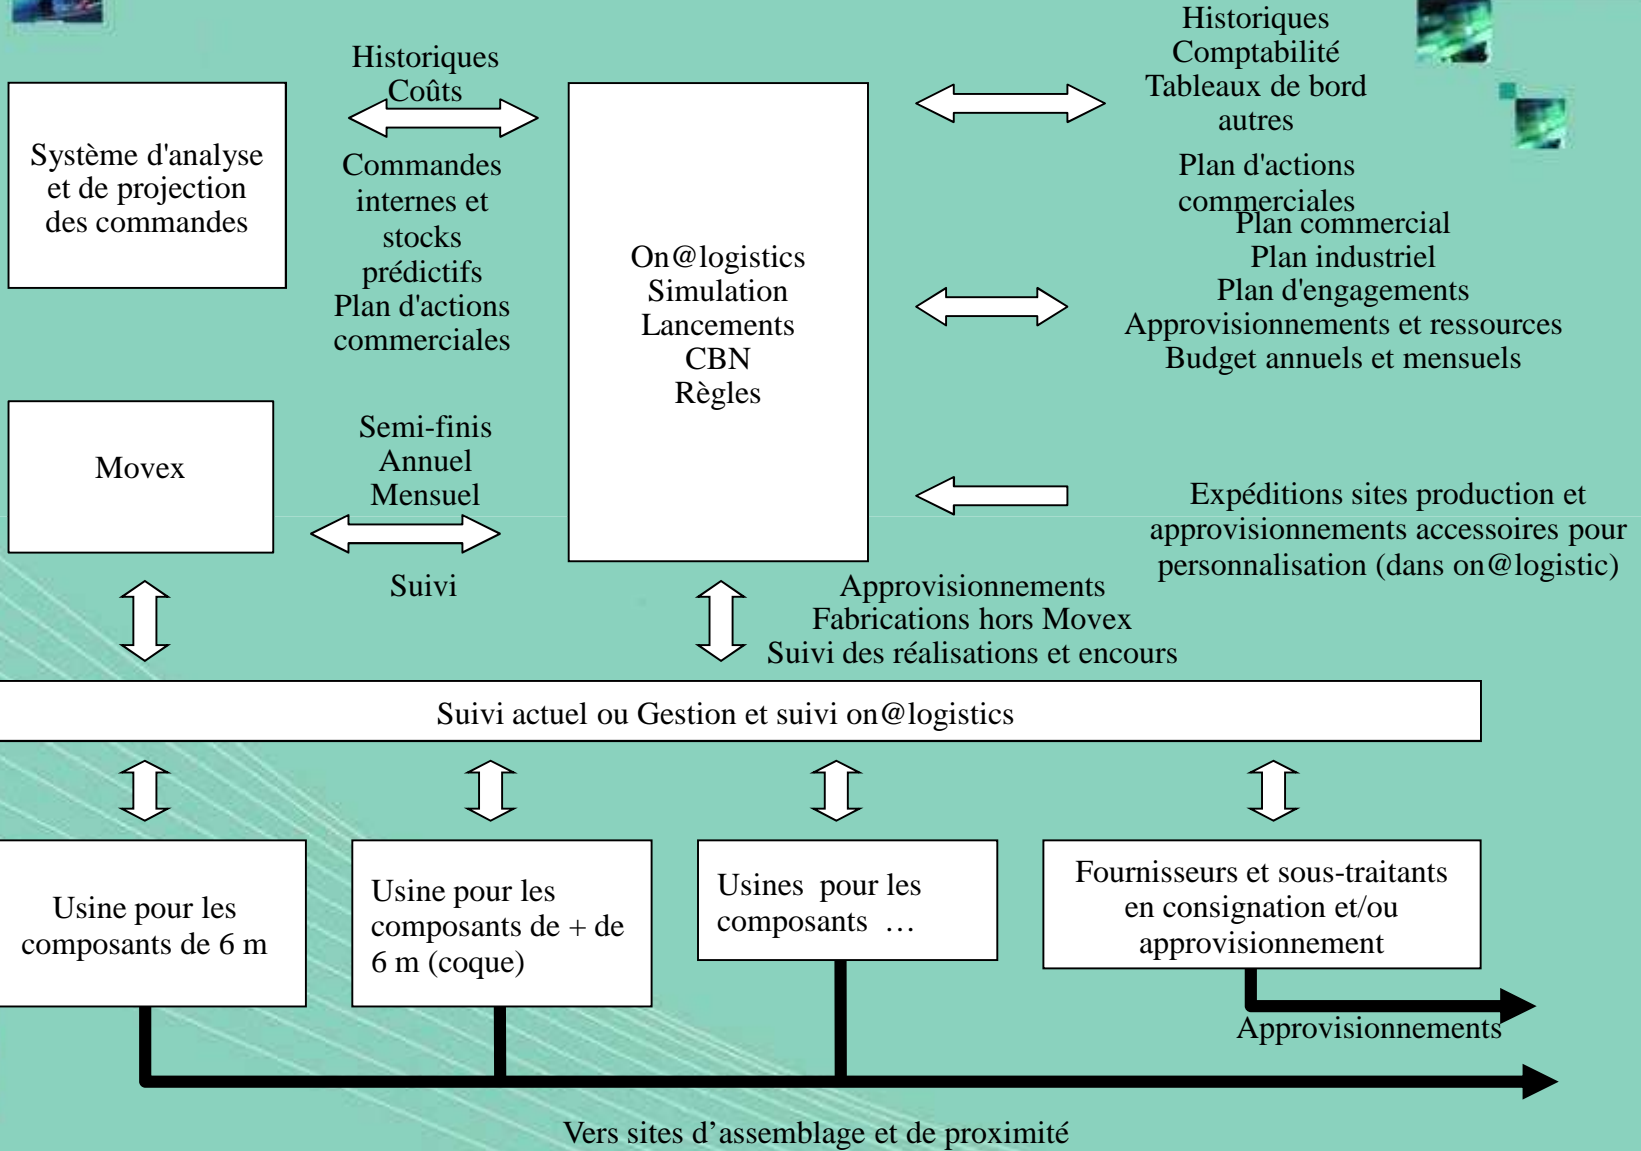 Historiques
Coûts
Historiques
Comptabilité
Tableaux de bord
autres
Système d'analyse
et de projection
des commandes
Commandes
internes et
stocks
prédictifs
Plan d'actions
commerciales
On@logistics
Simulation
Lancements
CBN
Règles
Plan d'actions
commerciales
Plan commercial
Plan industriel
Plan d'engagements
Approvisionnements et ressources
Budget annuels et mensuels
Movex
Semi-finis
Annuel
Mensuel
Suivi
Expéditions sites production et
approvisionnements accessoires pour
personnalisation (dans on@logistic)
Approvisionnements
Fabrications hors Movex
Suivi des réalisations et encours
Suivi actuel ou Gestion et suivi on@logistics
Usine pour les
composants de 6 m
Usine pour les
composants de + de
6 m (coque)
Usines  pour les
composants  …
Fournisseurs et sous-traitants
en consignation et/ou
approvisionnement
Approvisionnements
Vers sites d’assemblage et de proximité